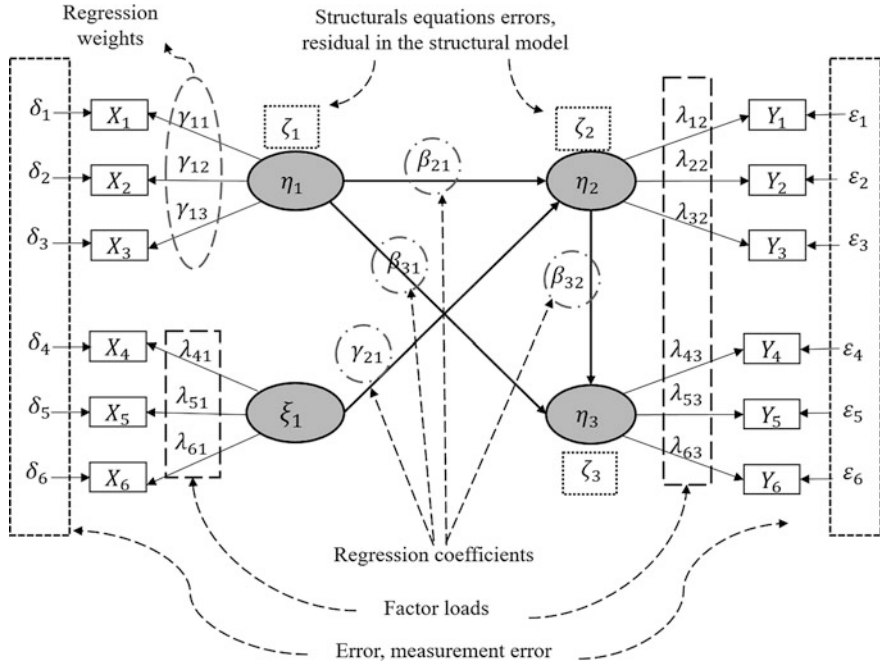 Regression
weights
Structurals equations errors,
residual in the structural model
δ₁ X₁ γ₁₁ ζ₁ ζ₂ λ₁₂ Y₁ ε₁
δ₂ X₂ γ₁₂ η₁ β₂₁ η₂ λ₂₂ Y₂ ε₂
δ₃ X₃ γ₁₃ λ₃₂ Y₃ ε₃
β₃₁ β₃₂
δ₄ X₄ λ₄₁ γ₂₁ λ₄₃ Y₄ ε₄
δ₅ X₅ λ₅₁ ξ₁ η₃ λ₅₃ Y₅ ε₅
δ₆ X₆ λ₆₁ ζ₃ λ₆₃ Y₆ ε₆
Regression coefficients
Factor loads
Error, measurement error